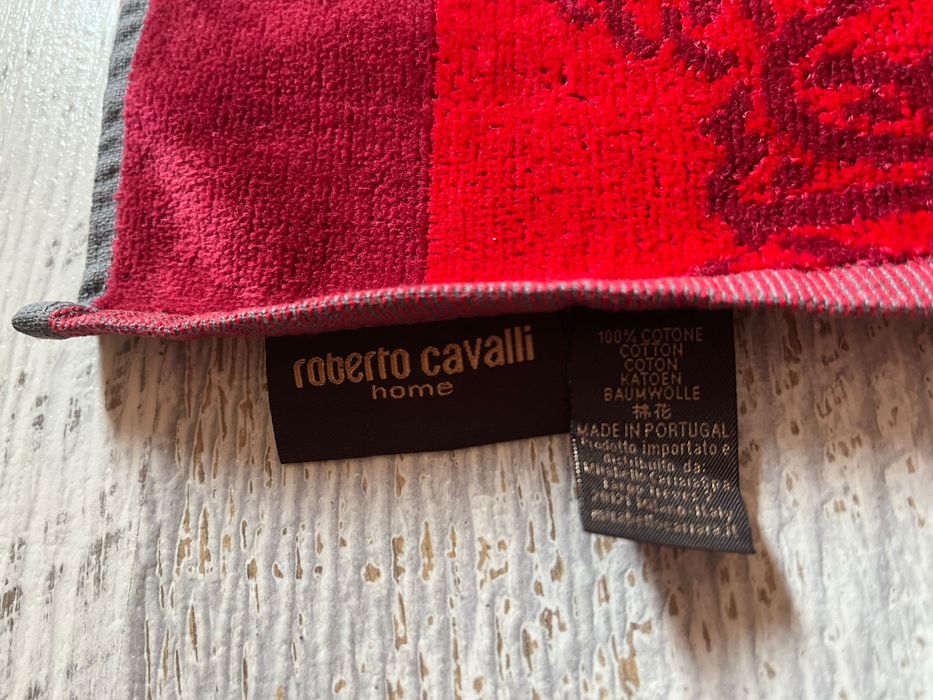 roberto cavalli
home
100% COTONE
COTTON
COTON
KATOEN
BAUMWOLLE
棉花
MADE IN PORTUGAL
Prodotto importato e
distribuito da: